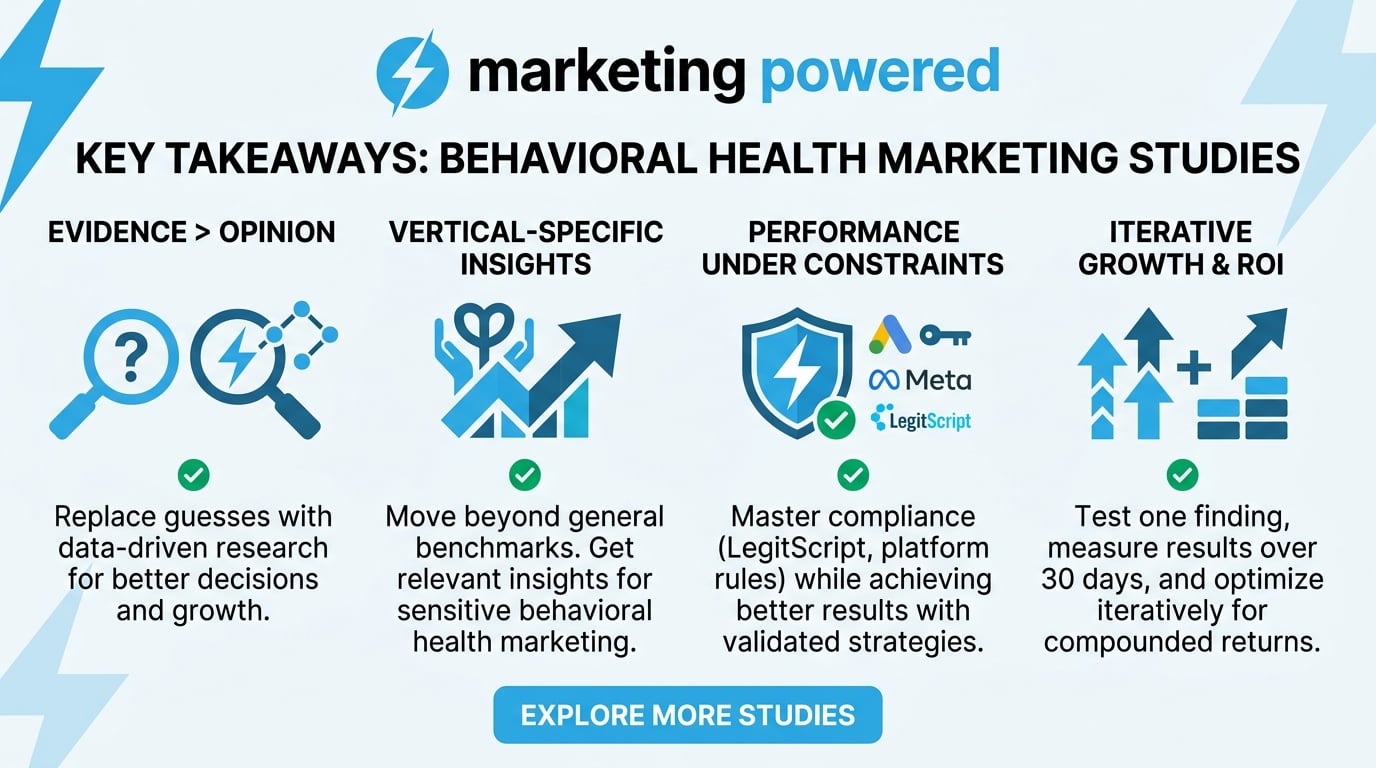 marketing powered
KEY TAKEAWAYS: BEHAVIORAL HEALTH MARKETING STUDIES
EVIDENCE > OPINION
?
Replace guesses with
data-driven research
for better decisions
and growth.
VERTICAL-SPECIFIC
INSIGHTS
Move beyond general
benchmarks. Get
relevant insights for
sensitive behavioral
health marketing.
PERFORMANCE
UNDER CONSTRAINTS
Meta
LegitScript
Master compliance
(LegitScript, platform
rules) while achieving
better results with
validated strategies.
ITERATIVE
GROWTH & ROI
+
Test one finding,
measure results over
30 days, and optimize
iteratively for
compounded returns.
EXPLORE MORE STUDIES